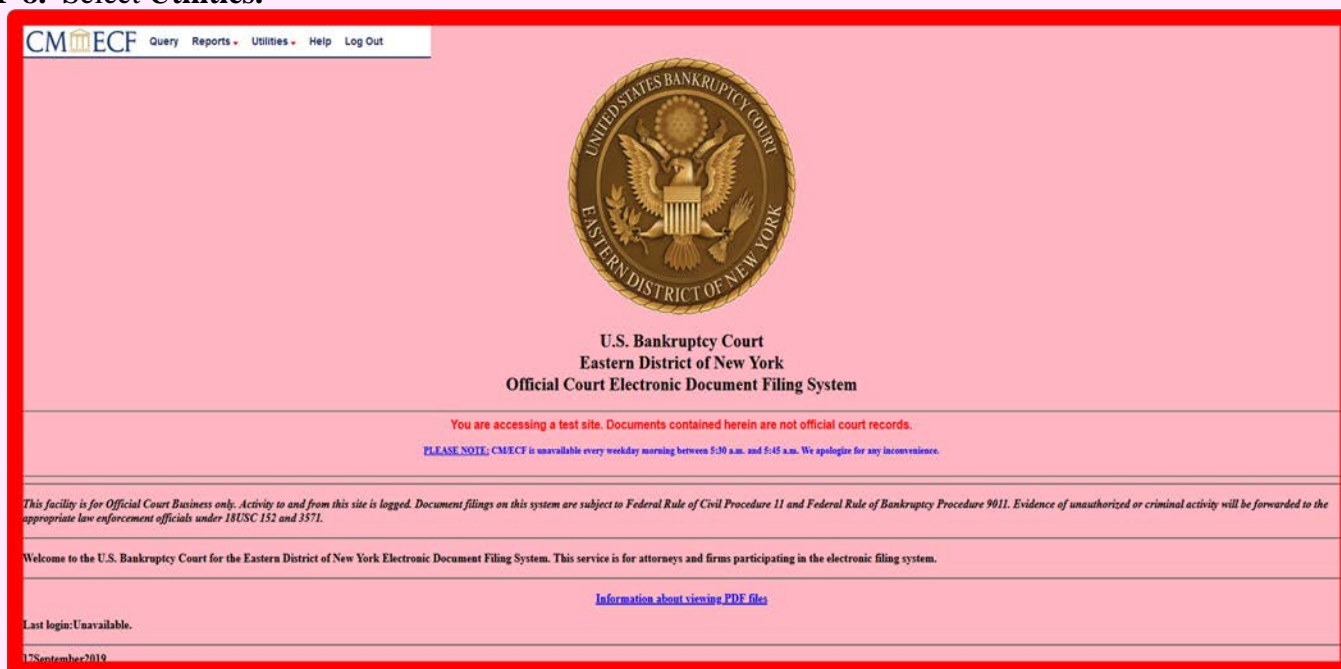 8. Select Utilities.
CM ECF Query Reports Utilities Help Log Out
UNITED STATES BANKRUPTCY COURT
EASTERN DISTRICT OF NEW YORK
U.S. Bankruptcy Court
Eastern District of New York
Official Court Electronic Document Filing System
You are accessing a test site. Documents contained herein are not official court records.
PLEASE NOTE: CM/ECF is unavailable every weekday morning between 5:30 a.m. and 5:45 a.m. We apologize for any inconvenience.
This facility is for Official Court Business only. Activity to and from this site is logged. Document filings on this system are subject to Federal Rule of Civil Procedure 11 and Federal Rule of Bankruptcy Procedure 9011. Evidence of unauthorized or criminal activity will be forwarded to the
appropriate law enforcement officials under 18USC 152 and 3571.
Welcome to the U.S. Bankruptcy Court for the Eastern District of New York Electronic Document Filing System. This service is for attorneys and firms participating in the electronic filing system.
Information about viewing PDF files
Last login:Unavailable.
17September2019